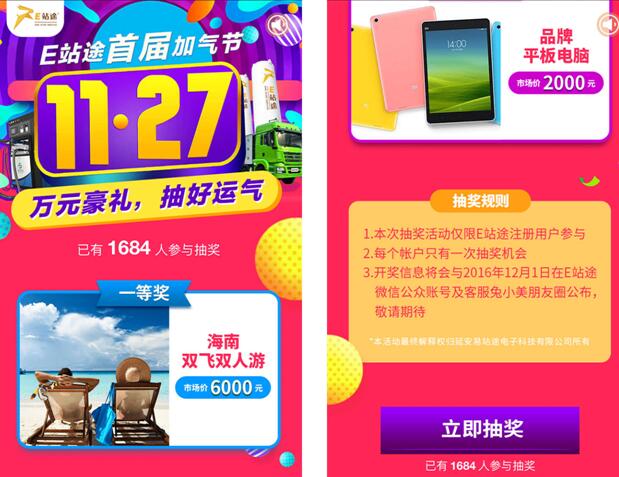 E站途
E站途首届加气节
11·27
E站途
万元豪礼，抽好运气
已有 1684 人参与抽奖
一等奖
海南
双飞双人游
市场价 6000 元
14:00
品牌
平板电脑
市场价 2000 元
抽奖规则
1.本次抽奖活动仅限E站途注册用户参与
2.每个帐户只有一次抽奖机会
3.开奖信息将会与2016年12月1日在E站途
微信公众账号及客服兔小美朋友圈公布，
敬请期待
*本活动最终解释权归延安易站途电子科技有限公司所有
立即抽奖
已有 1684 人参与抽奖